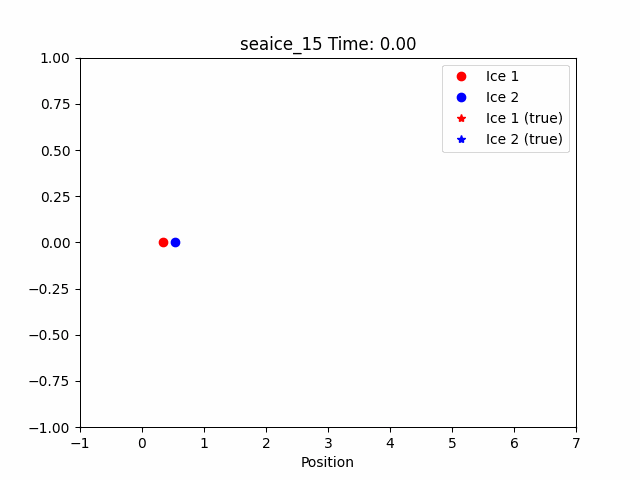 seaice_15 Time: 0.00
1.00
0.75
0.50
0.25
0.00
−0.25
−0.50
−0.75
−1.00
Ice 1
Ice 2
Ice 1 (true)
Ice 2 (true)
−1 0 1 2 3 4 5 6 7
Position